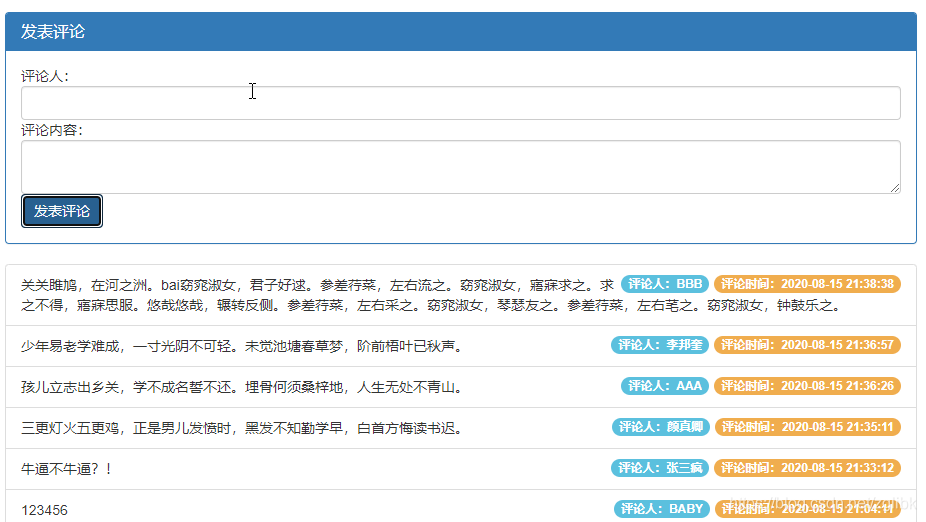 发表评论
评论人：
评论内容：
发表评论
关关雎鸠，在河之洲。bai窈窕淑女，君子好逑。参差荇菜，左右流之。窈窕淑女，寤寐求之。求 评论人：BBB 评论时间：2020-08-15 21:38:38
之不得，寤寐思服。悠哉悠哉，辗转反侧。参差荇菜，左右采之。窈窕淑女，琴瑟友之。参差荇菜，左右芼之。窈窕淑女，钟鼓乐之。
少年易老学难成，一寸光阴不可轻。未觉池塘春草梦，阶前梧叶已秋声。 评论人：李邦奎 评论时间：2020-08-15 21:36:57
孩儿立志出乡关，学不成名誓不还。埋骨何须桑梓地，人生无处不青山。 评论人：AAA 评论时间：2020-08-15 21:36:26
三更灯火五更鸡，正是男儿发愤时，黑发不知勤学早，白首方悔读书迟。 评论人：颜真卿 评论时间：2020-08-15 21:35:11
牛逼不牛逼？！ 评论人：张三疯 评论时间：2020-08-15 21:33:12
123456 评论人：BABY 评论时间：2020-08-15 21:04:11